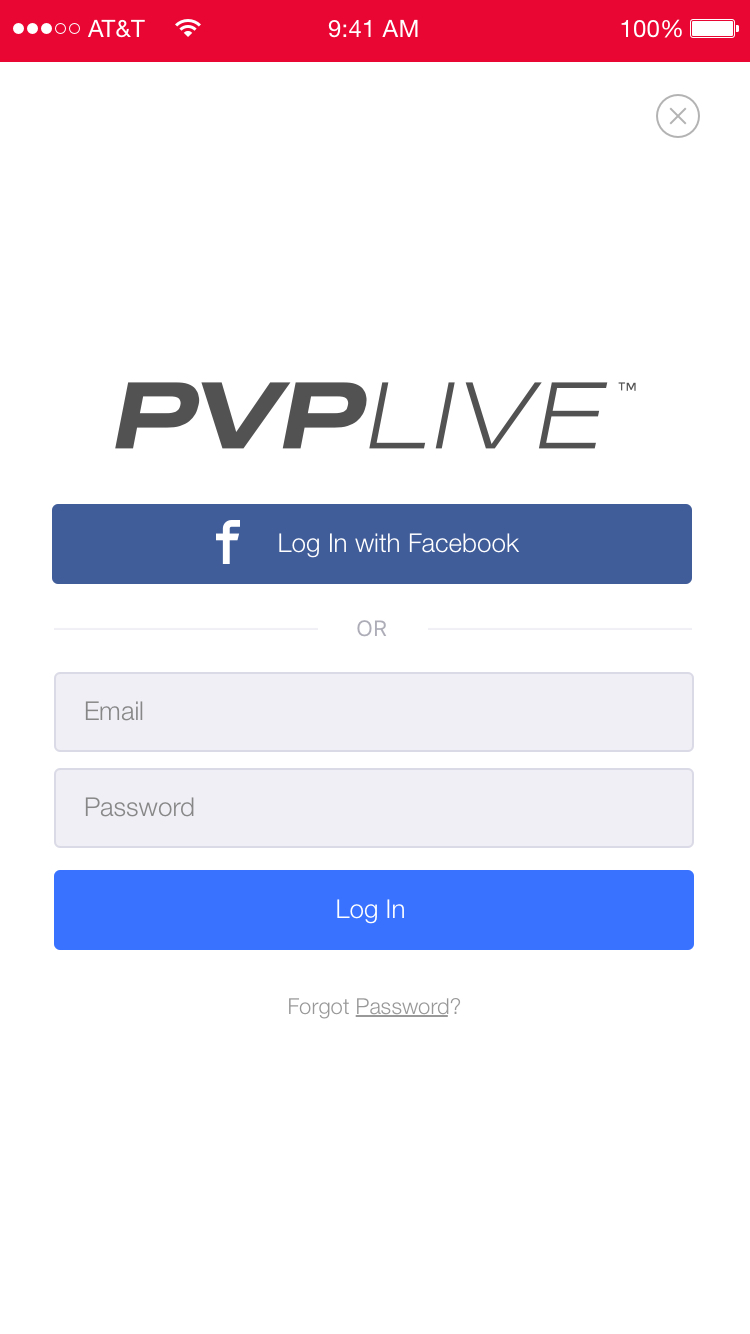 AT&T 9:41 AM 100%
PVPLIVE™
f Log In with Facebook
OR
Email
Password
Log In
Forgot Password?